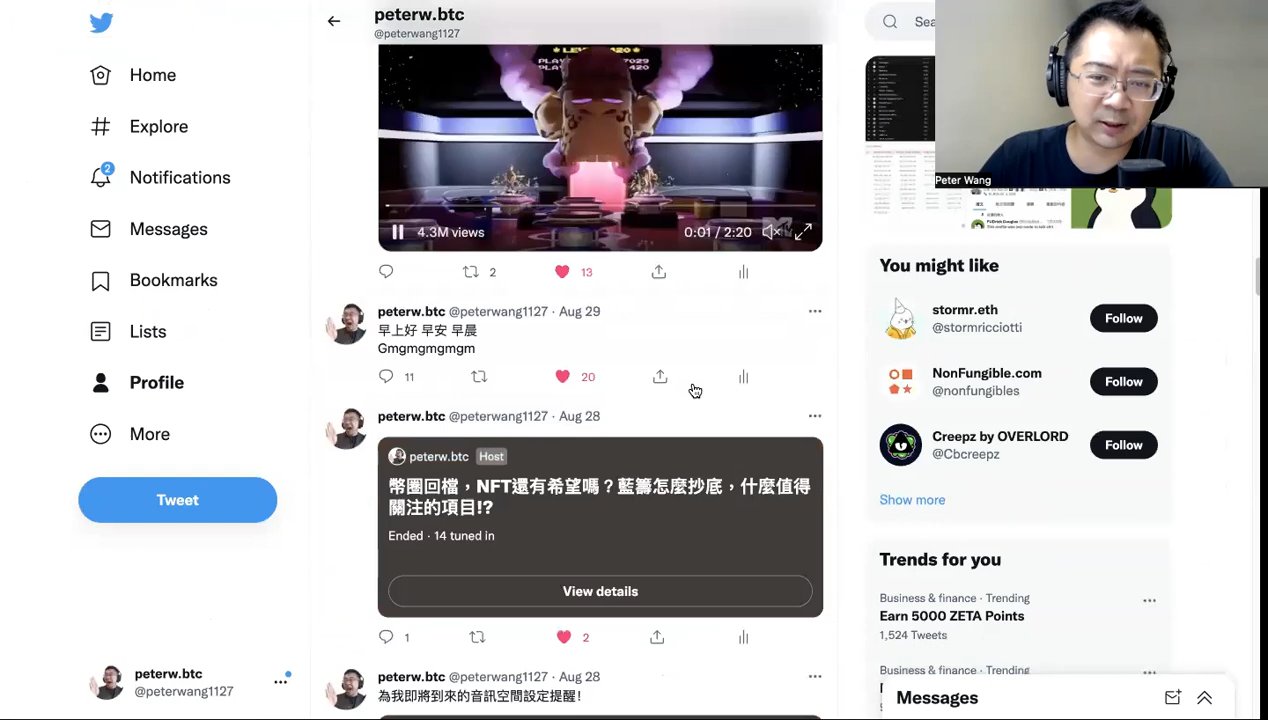 Home
Explore
2
Notifications
Messages
Bookmarks
Lists
Profile
More
Tweet
peterw.btc
@peterwang1127
peterw.btc
@peterwang1127
4.3M views
0:01 / 2:20
2
13
peterw.btc @peterwang1127 · Aug 29
早上好 早安 早晨
Gmgmgmgmgm
11
20
peterw.btc @peterwang1127 · Aug 28
peterw.btc Host
幣圈回檔，NFT還有希望嗎？藍籌怎麼抄底，什麼值得
關注的項目!?
Ended · 14 tuned in
View details
1
2
peterw.btc @peterwang1127 · Aug 28
為我即將到來的音訊空間設定提醒！
Sea
Peter Wang
You might like
stormr.eth
@stormricciotti
Follow
NonFungible.com
@nonfungibles
Follow
Creepz by OVERLORD
@Cbcreepz
Follow
Show more
Trends for you
Business & finance · Trending
Earn 5000 ZETA Points
1,524 Tweets
Business & finance · Trending
Messages